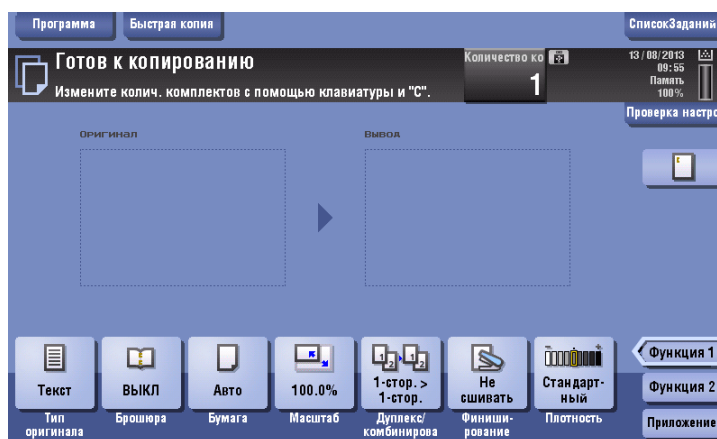 Программа
Быстрая копия
СписокЗаданий
Готов к копированию
Количество ко
1
13/08/2013
09:55
Память
100%
Измените колич. комплектов с помощью клавиатуры и "С".
Проверка настро
Оригинал
Вывод
Текст
ВЫКЛ
Авто
100.0%
1-стор. >
1-стор.
Не
сшивать
Стандарт-
ный
Тип
оригинала
Брошюра
Бумага
Масштаб
Дуплекс/
комбинирова
Финиши-
рование
Плотность
Функция 1
Функция 2
Приложение